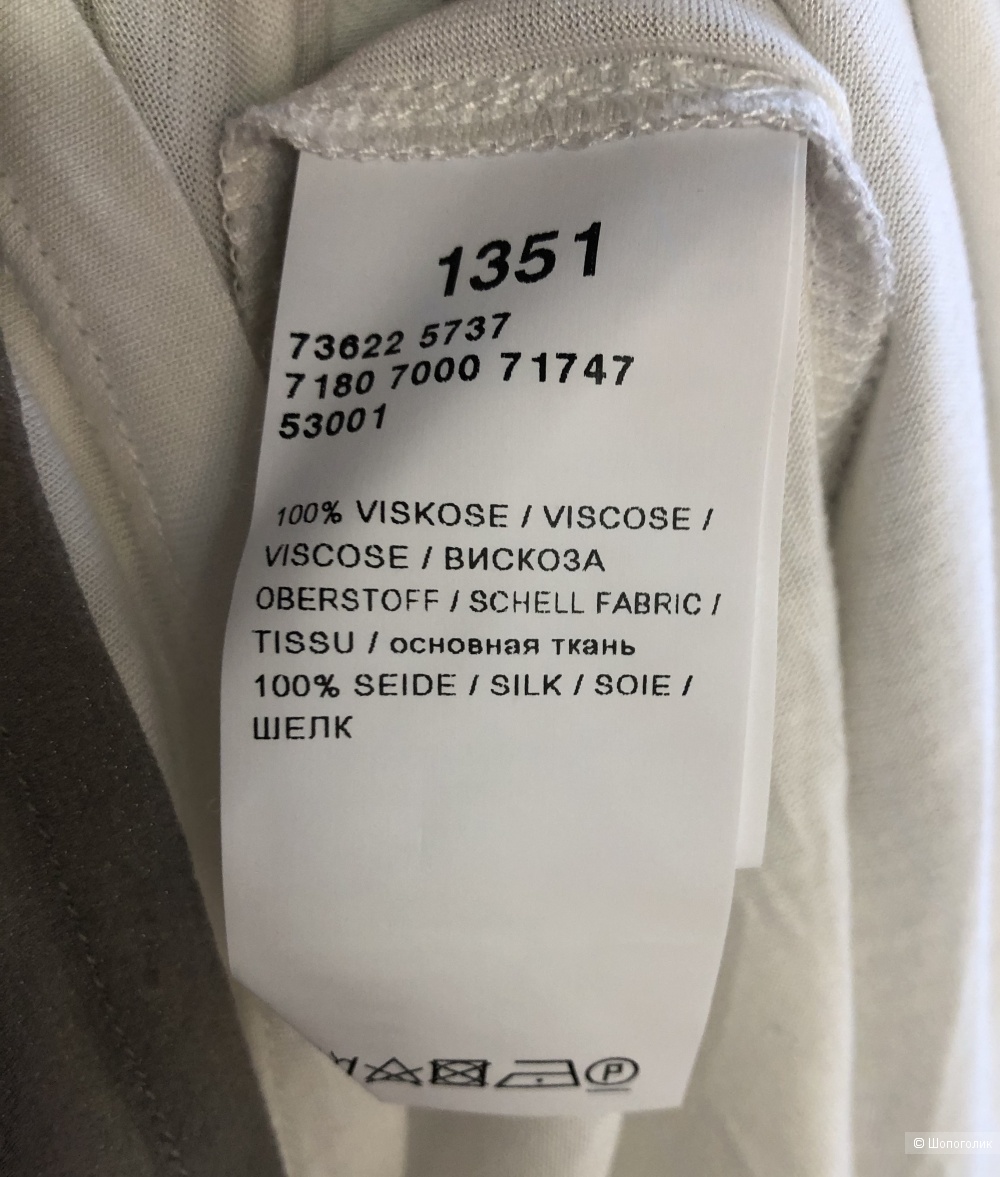 1351
73622 5737
7180 7000 71747
53001
100% VISKOSE / VISCOSE /
VISCOSE / ВИСКОЗА
OBERSTOFF / SCHELL FABRIC /
TISSU / основная ткань
100% SEIDE / SILK / SOIE /
ШЕЛК
P
© Шопоголик